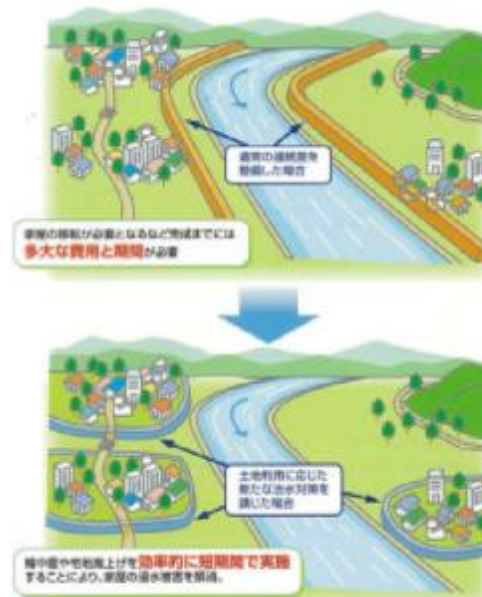 通常の連続堤を
整備した場合
家屋の移転が必要となるなど完成までには
多大な費用と期間が必要
土地利用に応じた
新たな治水対策を
講じた場合
輪中堤や宅地嵩上げを効率的に短期間で実施
することにより、家屋の浸水被害を解消。